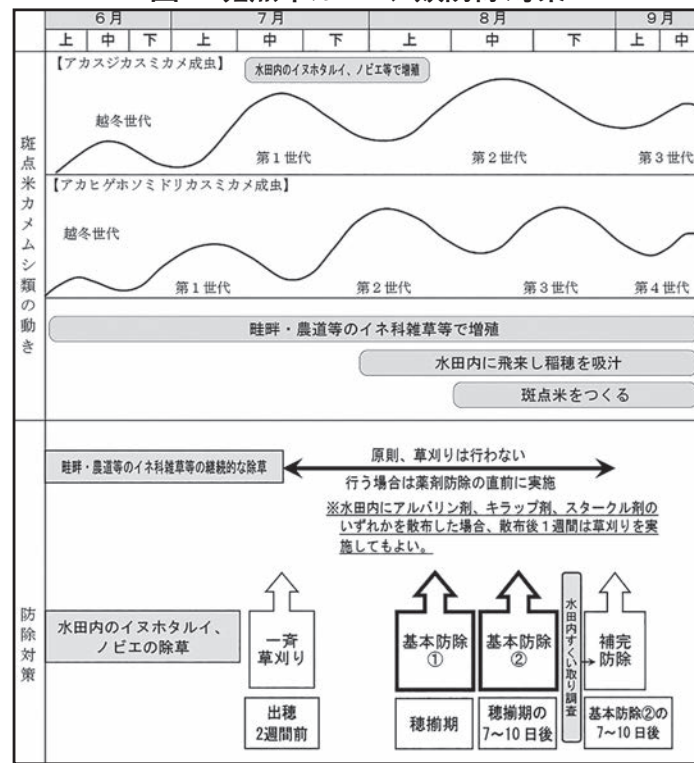 6月
7月
8月
9月
上 中 下 上 中 下 上 中 下 上 中
斑点米カメムシ類の動き
【アカスジカスミカメ成虫】
水田内のイヌホタルイ、ノビエ等で増殖
越冬世代
第1世代
第2世代
第3世代
【アカヒゲホソミドリカスミカメ成虫】
越冬世代
第1世代
第2世代
第3世代
第4世代
畦畔・農道等のイネ科雑草等で増殖
水田内に飛来し稲穂を吸汁
斑点米をつくる
防除対策
畦畔・農道等のイネ科雑草等の継続的な除草
原則、草刈りは行わない
行う場合は薬剤防除の直前に実施
※水田内にアルバリン剤、キラップ剤、スタークル剤の
いずれかを散布した場合、散布後1週間は草刈りを実
施してもよい。
水田内のイヌホタルイ、
ノビエの除草
一斉
草刈り
出穂
2週間前
基本防除
①
穂揃期
基本防除
②
穂揃期の
7～10日後
水田内すくい取り調査
補完
防除
基本防除②の
7～10日後